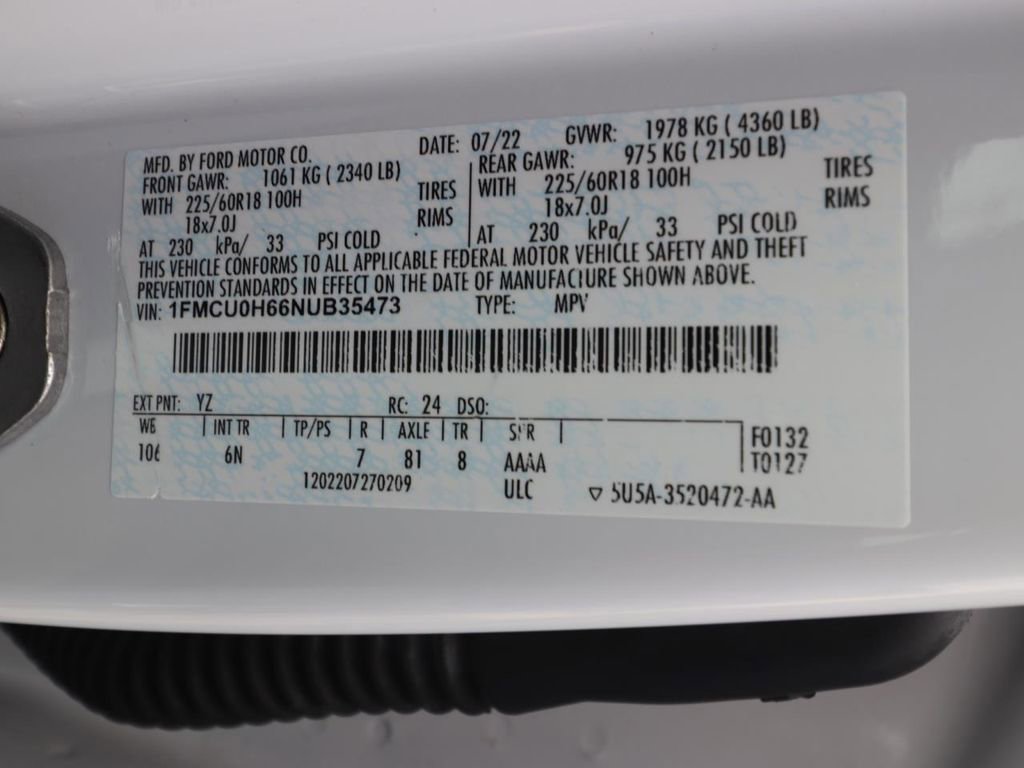 MFD. BY FORD MOTOR CO. DATE: 07/22 GVWR: 1978 KG ( 4360 LB)
FRONT GAWR: 1061 KG ( 2340 LB) REAR GAWR: 975 KG ( 2150 LB)
WITH 225/60R18 100H TIRES WITH 225/60R18 100H TIRES
18x7.0J RIMS 18x7.0J RIMS
AT 230 kPa/ 33 PSI COLD AT 230 kPa/ 33 PSI COLD
THIS VEHICLE CONFORMS TO ALL APPLICABLE FEDERAL MOTOR VEHICLE SAFETY AND THEFT
PREVENTION STANDARDS IN EFFECT ON THE DATE OF MANUFACTURE SHOWN ABOVE.
VIN: 1FMCU0H66NUB35473 TYPE: MPV
EXT PNT: YZ RC: 24 DSO:
WB INT TR TP/PS R AXLE TR SPR F0132
106 6N 7 81 8 AAAA T0127
1202207270209 ULC 5U5A-3520472-AA